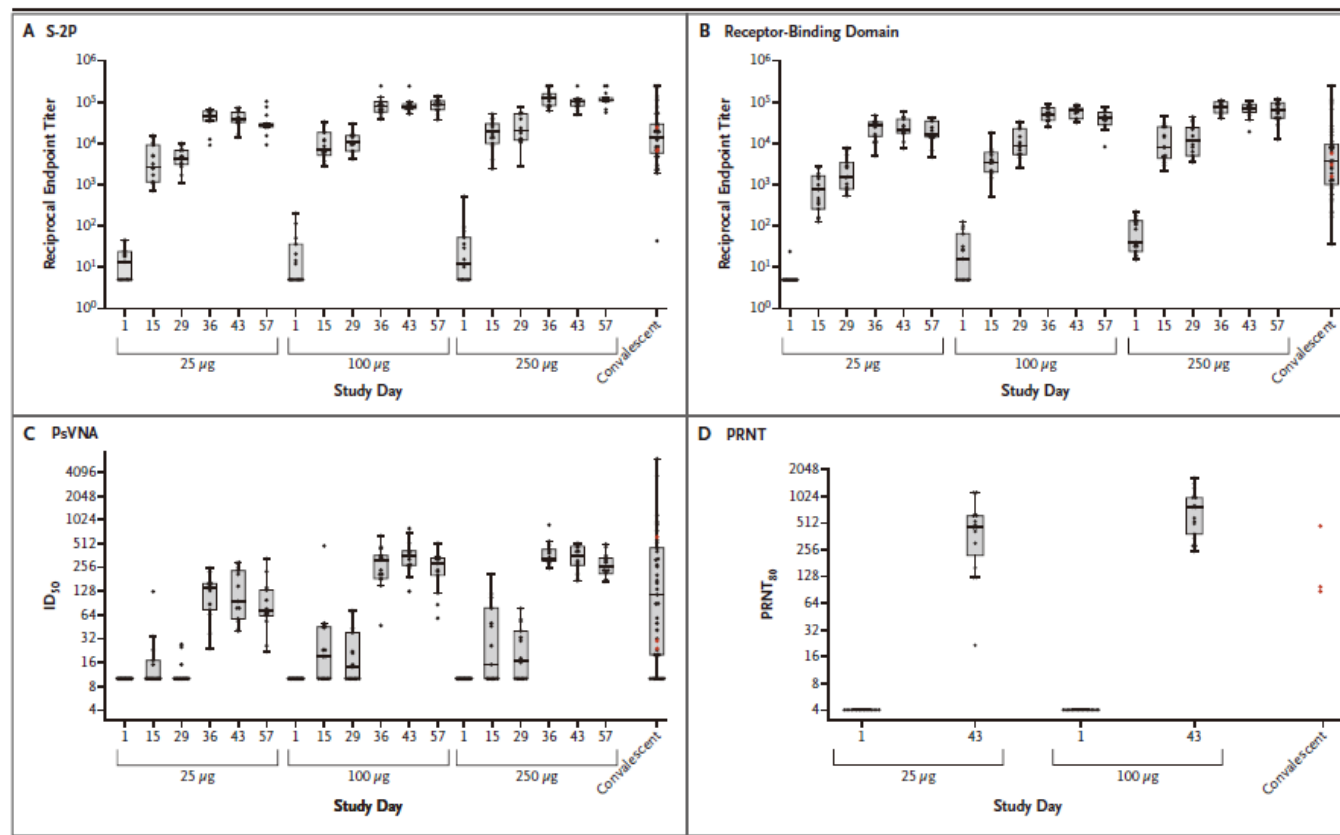 A S-2P
Reciprocal Endpoint Titer
10⁶
10⁵
10⁴
10³
10²
10¹
10⁰
1 15 29 36 43 57 1 15 29 36 43 57 1 15 29 36 43 57 Convalescent
25 µg 100 µg 250 µg
Study Day
B Receptor-Binding Domain
Reciprocal Endpoint Titer
10⁶
10⁵
10⁴
10³
10²
10¹
10⁰
1 15 29 36 43 57 1 15 29 36 43 57 1 15 29 36 43 57 Convalescent
25 µg 100 µg 250 µg
Study Day
C PsVNA
ID₅₀
4096
2048
1024
512
256
128
64
32
16
8
4
1 15 29 36 43 57 1 15 29 36 43 57 1 15 29 36 43 57 Convalescent
25 µg 100 µg 250 µg
Study Day
D PRNT
PRNT₈₀
2048
1024
512
256
128
64
32
16
8
4
1 43 1 43 Convalescent
25 µg 100 µg
Study Day